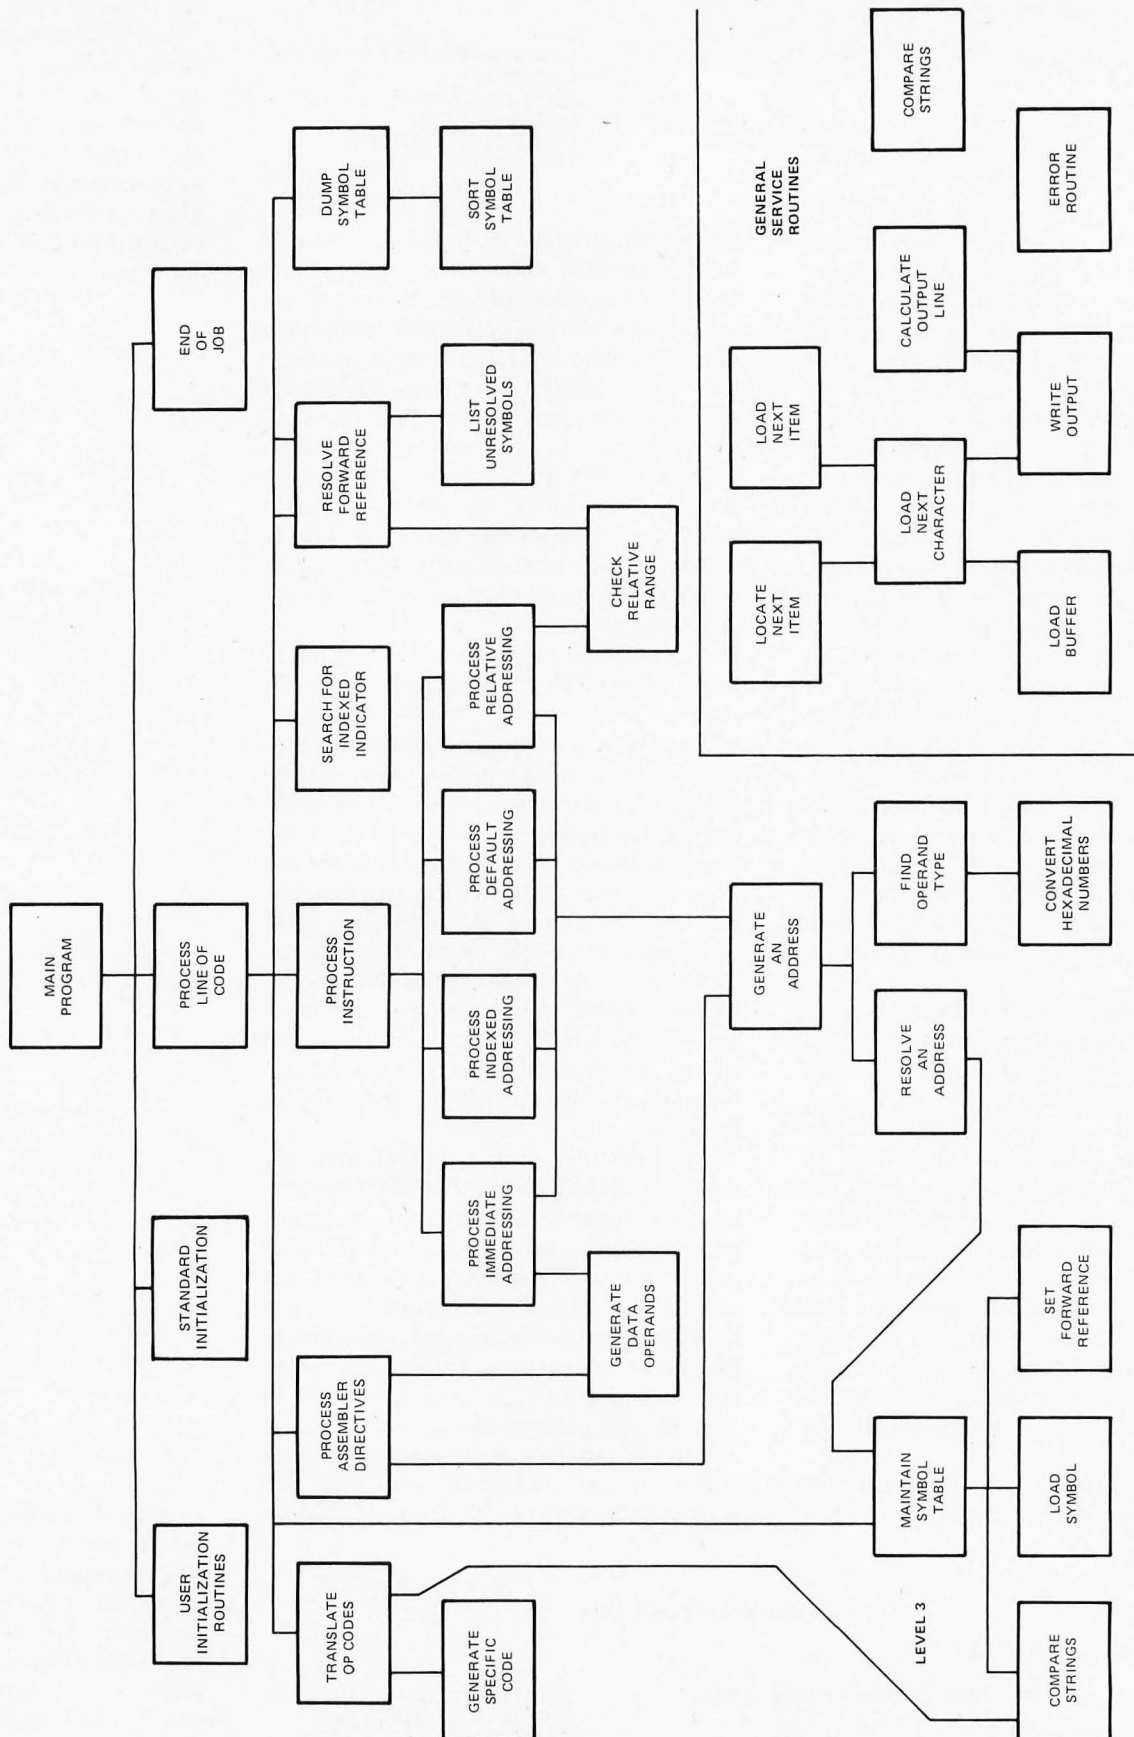 MAIN
PROGRAM
USER
INITIALIZATION
ROUTINES
STANDARD
INITIALIZATION
PROCESS
LINE OF
CODE
END
OF
JOB
TRANSLATE
OP CODES
PROCESS
ASSEMBLER
DIRECTIVES
PROCESS
INSTRUCTION
SEARCH FOR
INDEXED
INDICATOR
RESOLVE
FORWARD
REFERENCE
DUMP
SYMBOL
TABLE
GENERATE
SPECIFIC
CODE
PROCESS
IMMEDIATE
ADDRESSING
PROCESS
INDEXED
ADDRESSING
PROCESS
DEFAULT
ADDRESSING
PROCESS
RELATIVE
ADDRESSING
LIST
UNRESOLVED
SYMBOLS
SORT
SYMBOL
TABLE
GENERATE
DATA
OPERANDS
CHECK
RELATIVE
RANGE
GENERATE
AN
ADDRESS
LEVEL 3
MAINTAIN
SYMBOL
TABLE
RESOLVE
AN
ADDRESS
FIND
OPERAND
TYPE
COMPARE
STRINGS
LOAD
SYMBOL
SET
FORWARD
REFERENCE
CONVERT
HEXADECIMAL
NUMBERS
GENERAL
SERVICE
ROUTINES
LOCATE
NEXT
ITEM
LOAD
NEXT
ITEM
LOAD
NEXT
CHARACTER
CALCULATE
OUTPUT
LINE
COMPARE
STRINGS
LOAD
BUFFER
WRITE
OUTPUT
ERROR
ROUTINE